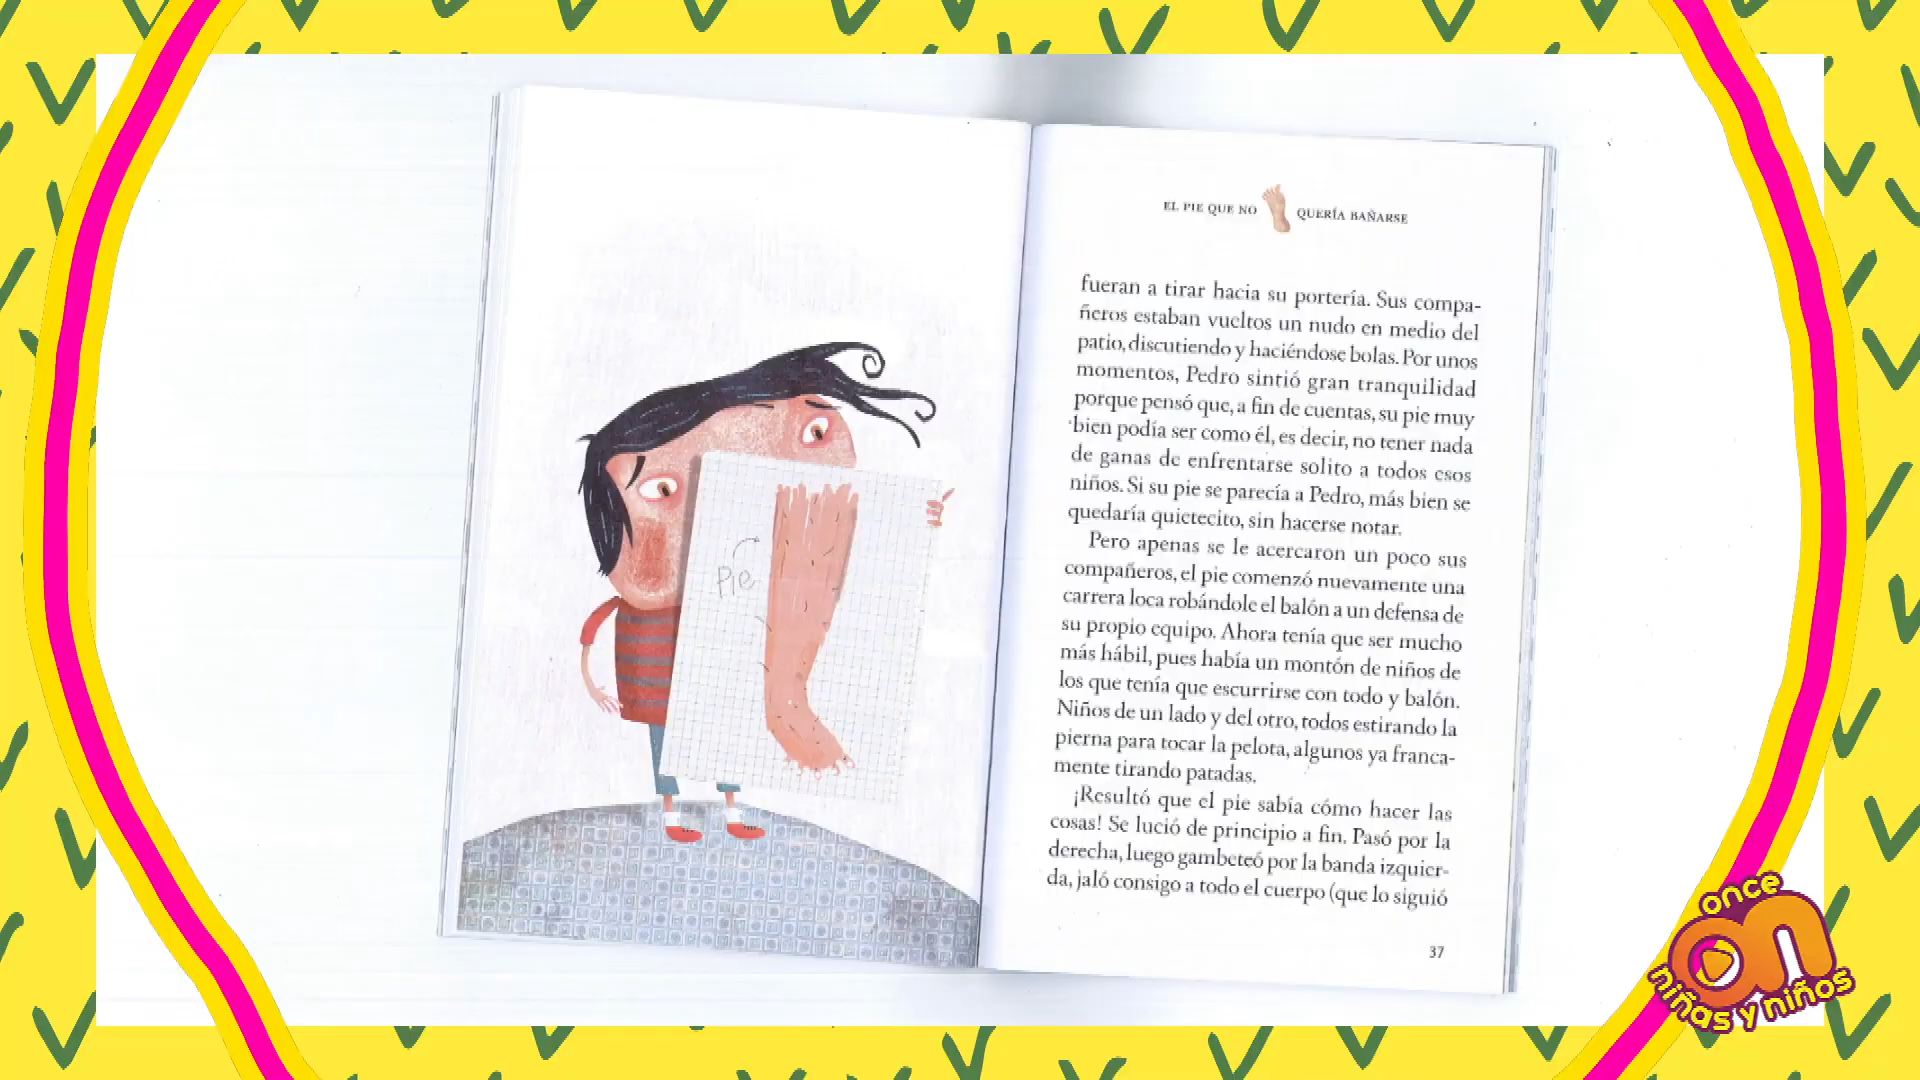 EL PIE QUE NO QUERÍA BAÑARSE
fueran a tirar hacia su portería. Sus compa-
ñeros estaban vueltos un nudo en medio del
patio, discutiendo y haciéndose bolas. Por unos
momentos, Pedro sintió gran tranquilidad
porque pensó que, a fin de cuentas, su pie muy
bien podía ser como él, es decir, no tener nada
de ganas de enfrentarse solito a todos esos
niños. Si su pie se parecía a Pedro, más bien se
quedaría quietecito, sin hacerse notar.
Pero apenas se le acercaron un poco sus
compañeros, el pie comenzó nuevamente una
carrera loca robándole el balón a un defensa de
su propio equipo. Ahora tenía que ser mucho
más hábil, pues había un montón de niños de
los que tenía que escurrirse con todo y balón.
Niños de un lado y del otro, todos estirando la
pierna para tocar la pelota, algunos ya franca-
mente tirando patadas.
¡Resultó que el pie sabía cómo hacer las
cosas! Se lució de principio a fin. Pasó por la
derecha, luego gambeteó por la banda izquier-
da, jaló consigo a todo el cuerpo (que lo siguió
37
Pie
once
on
niñas y niños